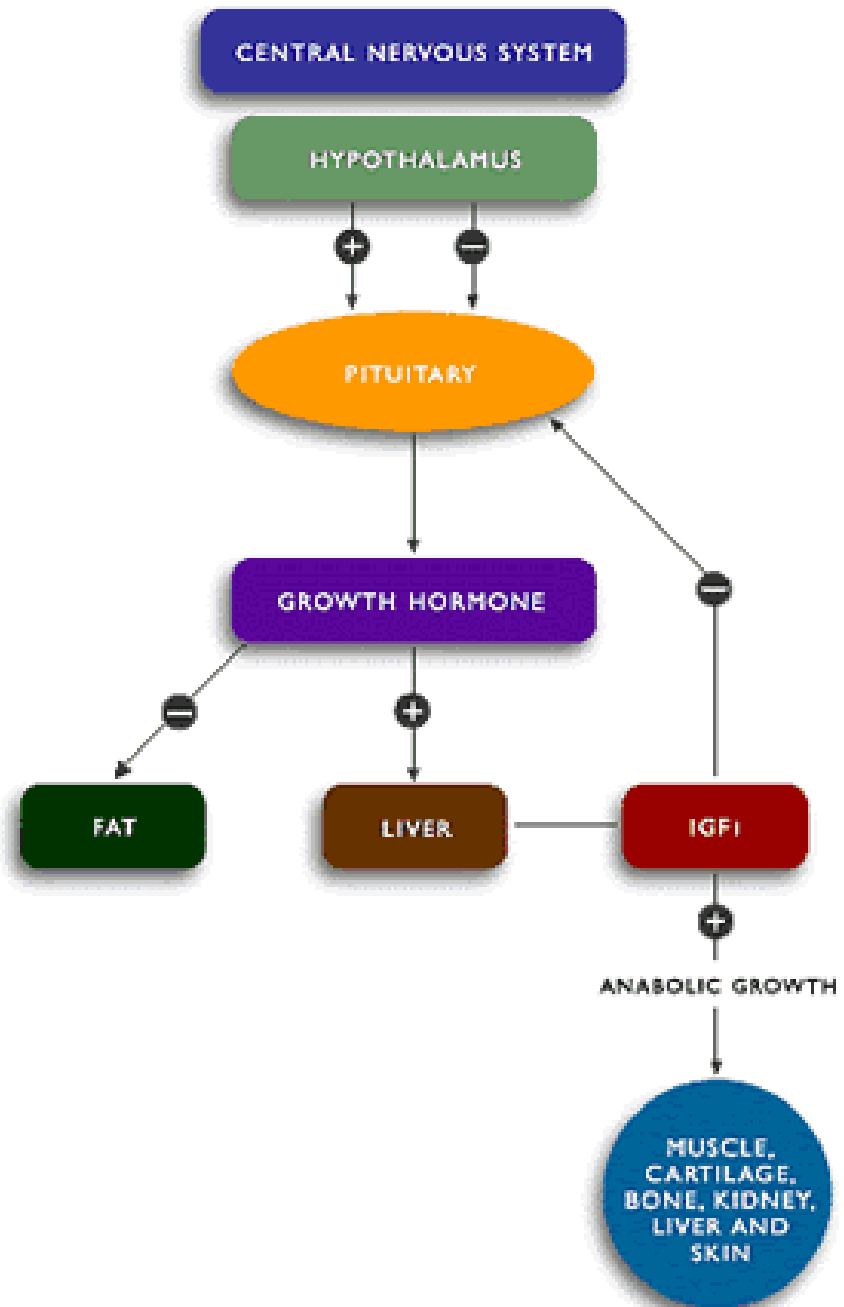 CENTRAL NERVOUS SYSTEM
HYPOTHALAMUS
+
−
PITUITARY
−
GROWTH HORMONE
−
+
FAT
LIVER
IGF1
+
ANABOLIC GROWTH
MUSCLE,
CARTILAGE,
BONE, KIDNEY,
LIVER AND
SKIN